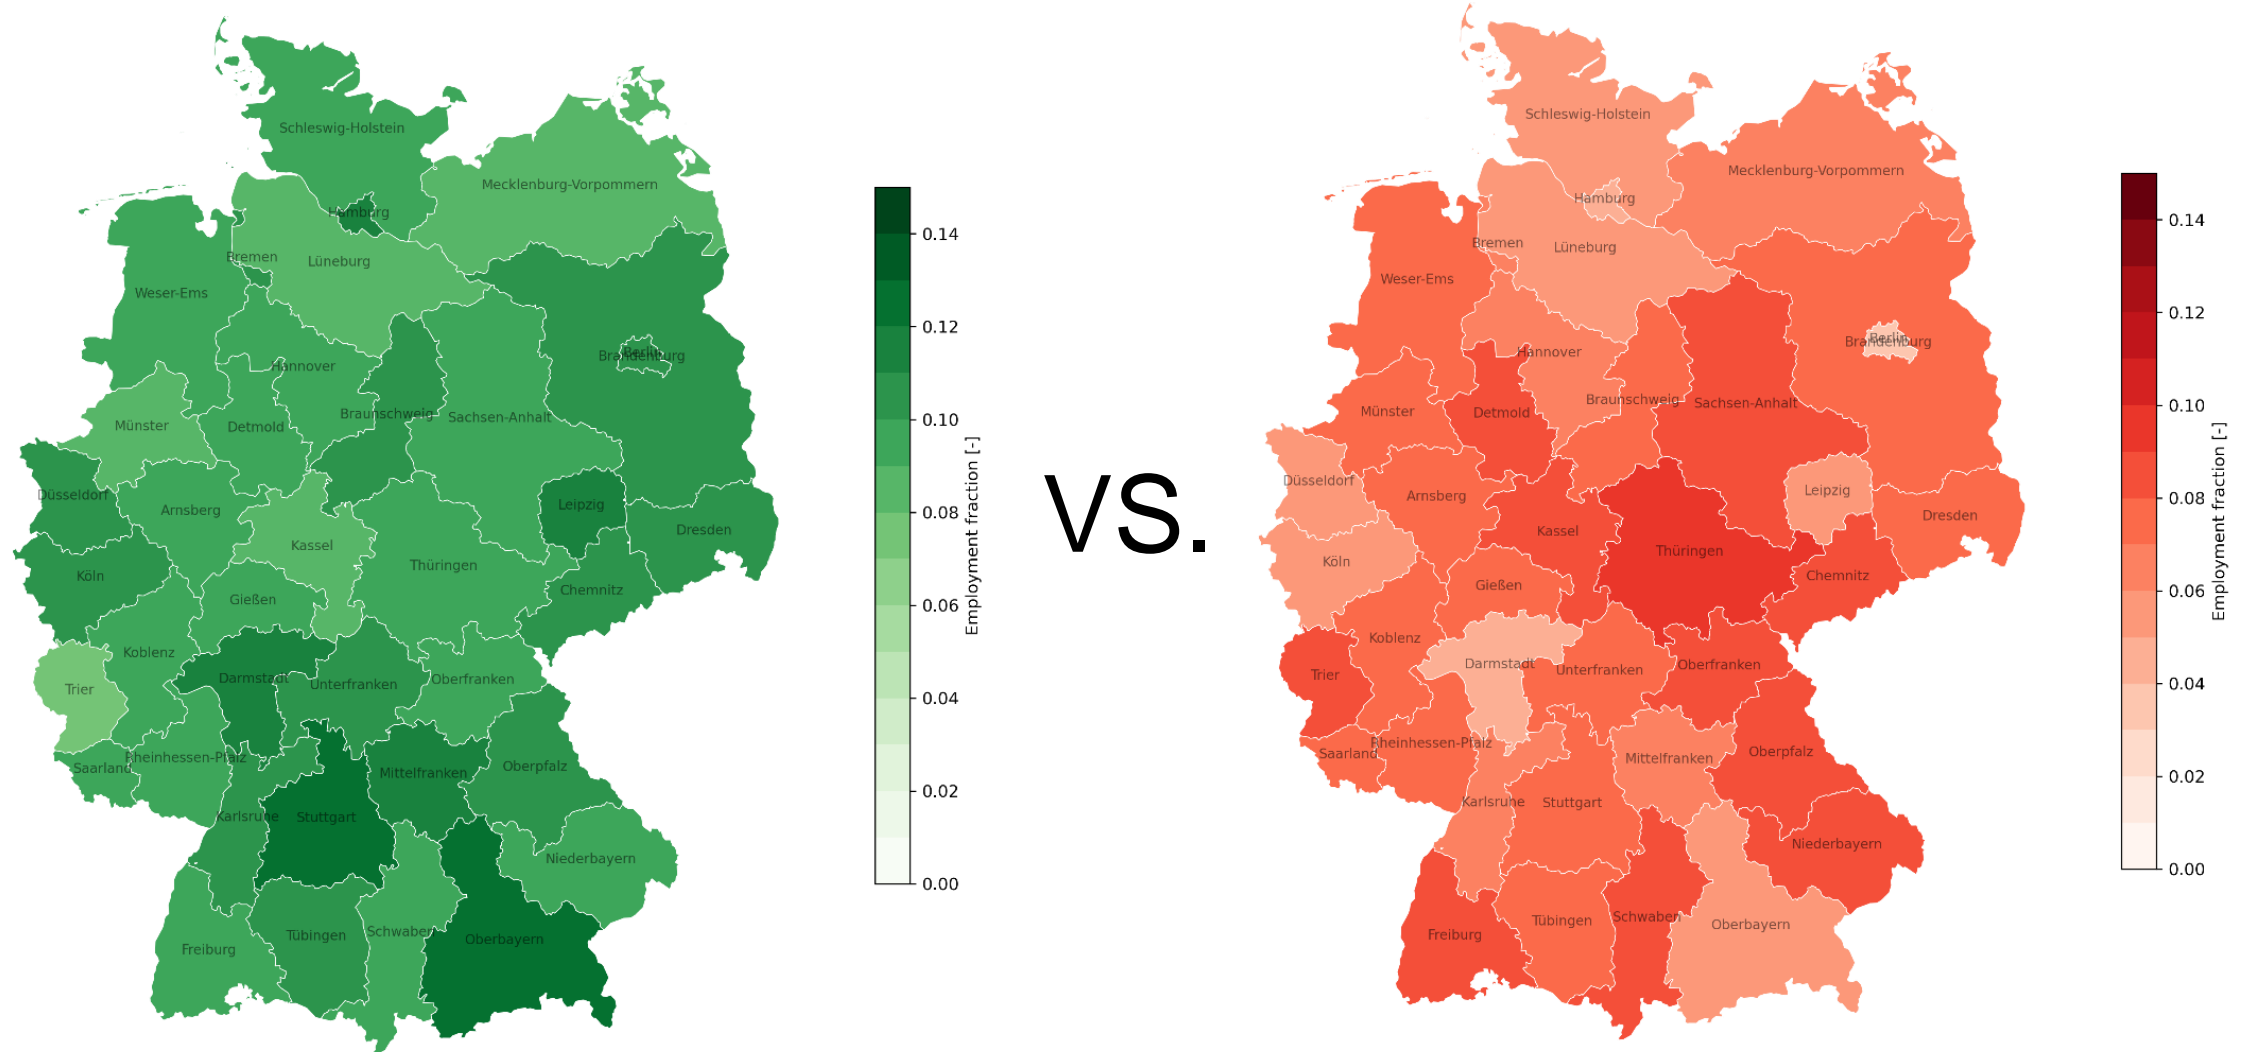 Schleswig-Holstein
Mecklenburg-Vorpommern
Hamburg
Bremen
Lüneburg
Weser-Ems
Berlin
Brandenburg
Hannover
Braunschweig
Sachsen-Anhalt
Münster
Detmold
Düsseldorf
Arnsberg
Leipzig
Dresden
Kassel
Thüringen
Köln
Chemnitz
Gießen
Koblenz
Trier
Darmstadt
Unterfranken
Oberfranken
Rheinhessen-Pfalz
Saarland
Mittelfranken
Oberpfalz
Karlsruhe
Stuttgart
Niederbayern
Freiburg
Tübingen
Schwaben
Oberbayern
0.14
0.12
0.10
0.08
0.06
0.04
0.02
0.00
Employment fraction [-]
VS.
Schleswig-Holstein
Mecklenburg-Vorpommern
Hamburg
Bremen
Lüneburg
Weser-Ems
Berlin
Brandenburg
Hannover
Braunschweig
Sachsen-Anhalt
Münster
Detmold
Düsseldorf
Arnsberg
Leipzig
Dresden
Kassel
Thüringen
Köln
Chemnitz
Gießen
Koblenz
Trier
Darmstadt
Unterfranken
Oberfranken
Rheinhessen-Pfalz
Saarland
Mittelfranken
Oberpfalz
Karlsruhe
Stuttgart
Niederbayern
Freiburg
Tübingen
Schwaben
Oberbayern
0.14
0.12
0.10
0.08
0.06
0.04
0.02
0.00
Employment fraction [-]